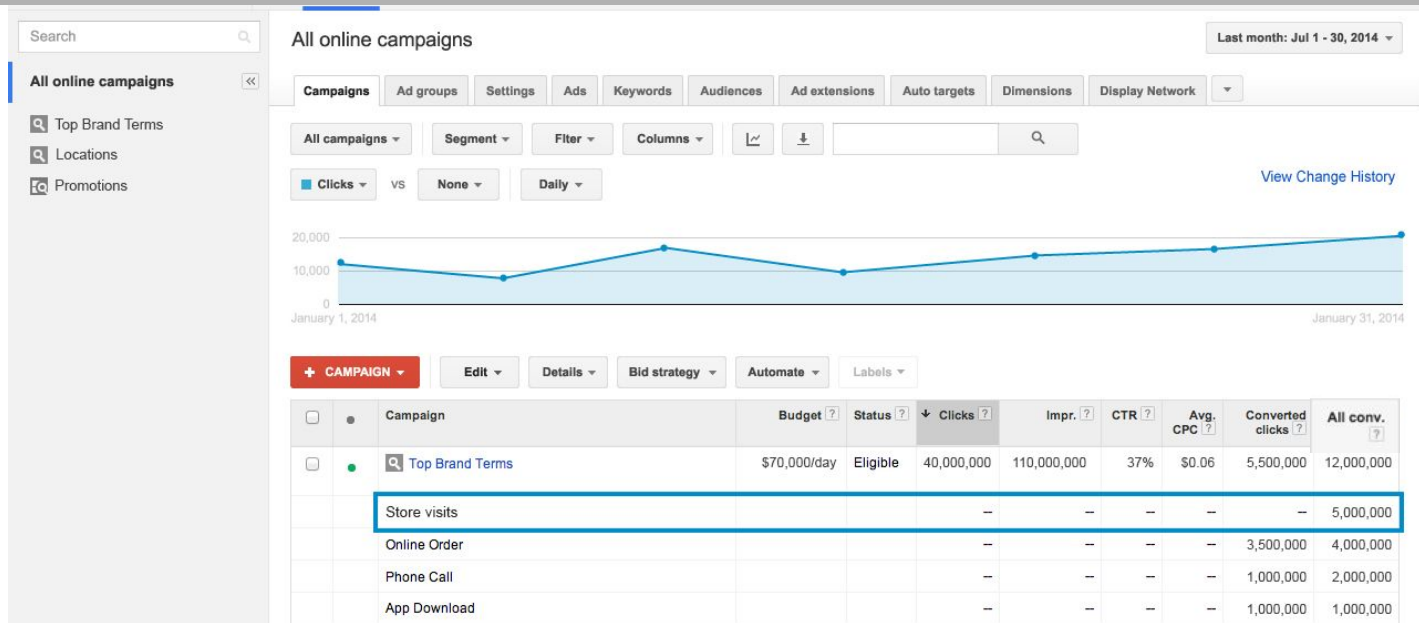 Search
All online campaigns
Top Brand Terms
Locations
Promotions
All online campaigns
Last month: Jul 1 - 30, 2014
Campaigns Ad groups Settings Ads Keywords Audiences Ad extensions Auto targets Dimensions Display Network
All campaigns Segment Flter Columns
Clicks VS None Daily
View Change History
20,000
10,000
0
January 1, 2014 January 31, 2014
+ CAMPAIGN Edit Details Bid strategy Automate Labels
Campaign Budget ? Status ? Clicks ? Impr. ? CTR ? Avg. CPC ? Converted clicks ? All conv. ?
Top Brand Terms $70,000/day Eligible 40,000,000 110,000,000 37% $0.06 5,500,000 12,000,000
Store visits -- -- -- -- -- 5,000,000
Online Order -- -- -- -- 3,500,000 4,000,000
Phone Call -- -- -- -- 1,000,000 2,000,000
App Download -- -- -- -- 1,000,000 1,000,000